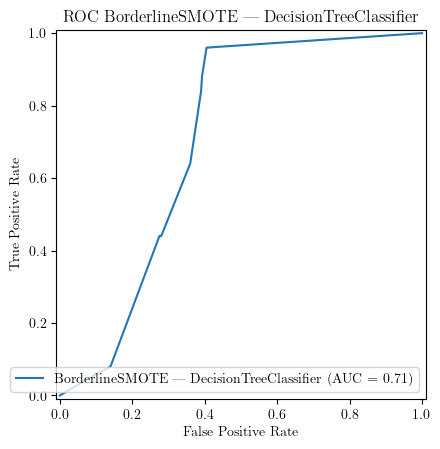 ROC BorderlineSMOTE — DecisionTreeClassifier
True Positive Rate
1.0
0.8
0.6
0.4
0.2
0.0
BorderlineSMOTE — DecisionTreeClassifier (AUC = 0.71)
0.0 0.2 0.4 0.6 0.8 1.0
False Positive Rate